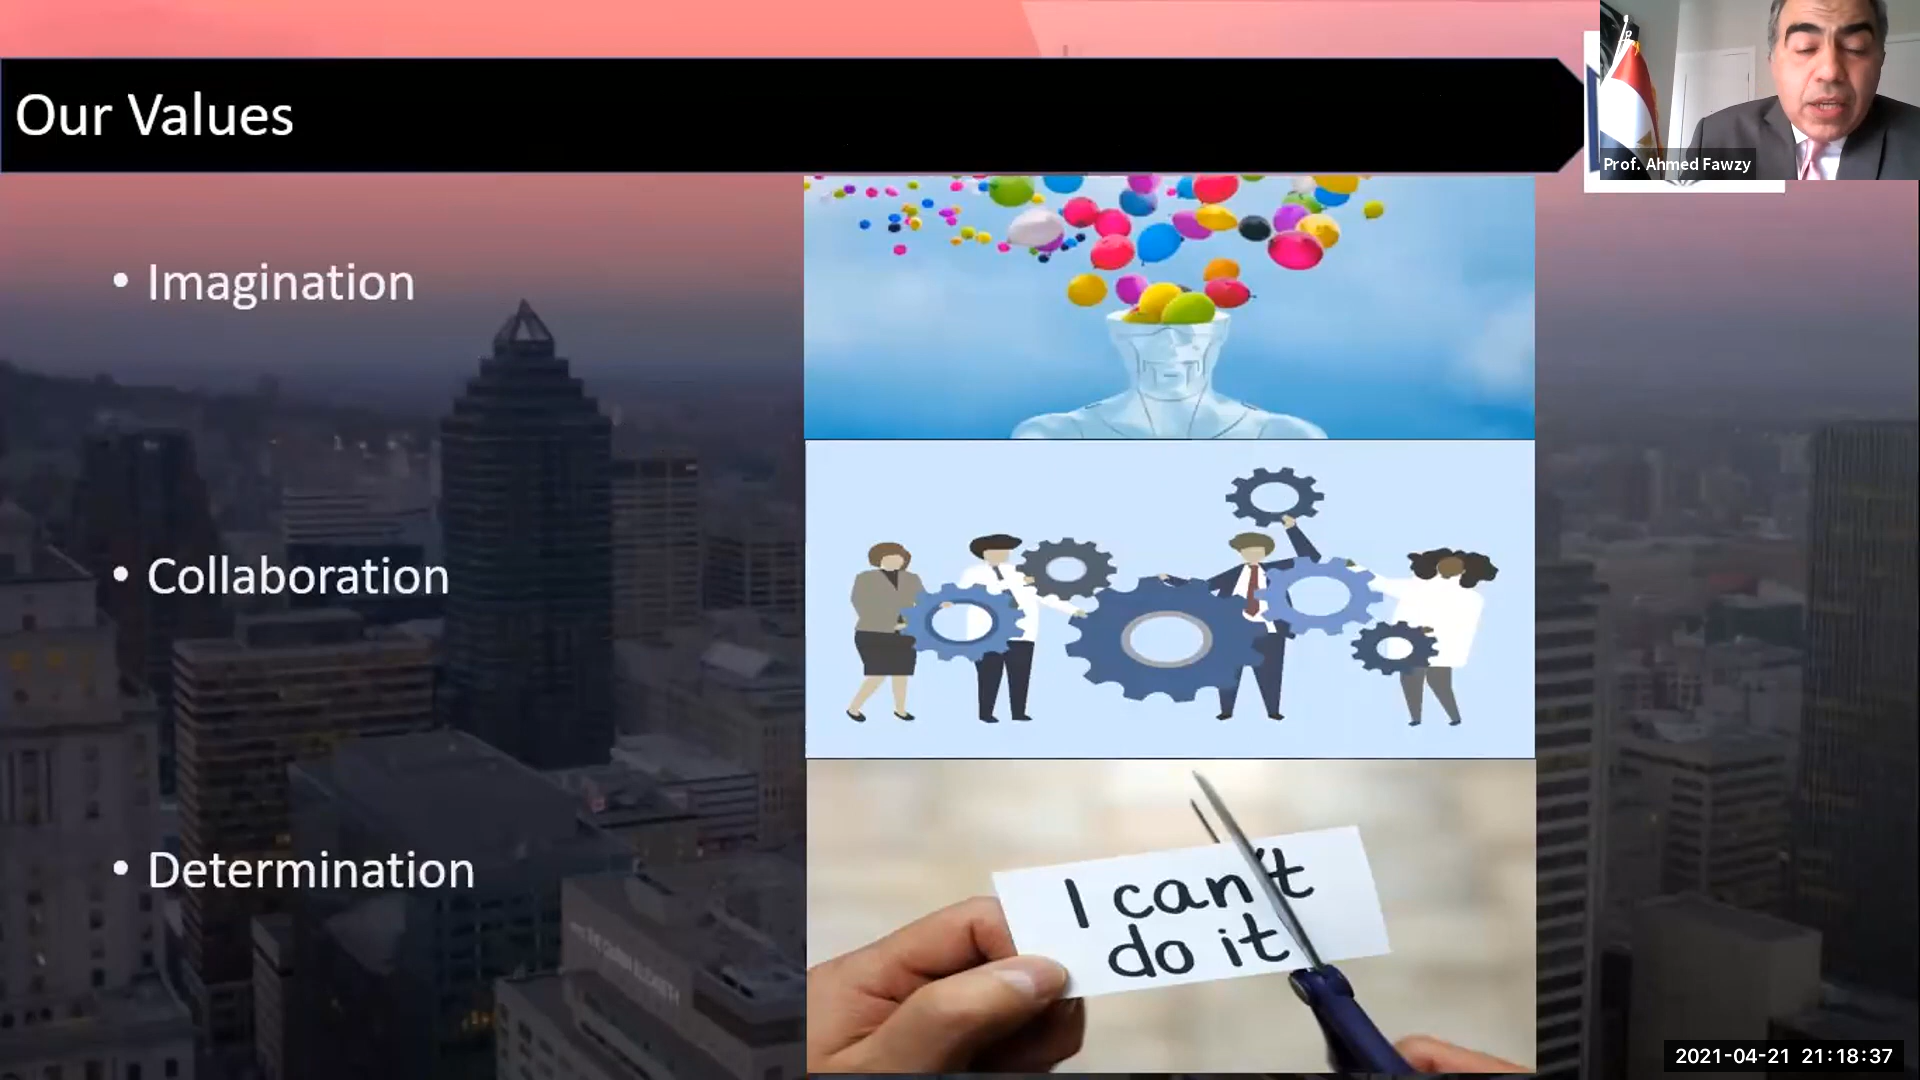 Our Values
Prof. Ahmed Fawzy
• Imagination
• Collaboration
• Determination
I can't
do it
2021-04-21 21:18:37